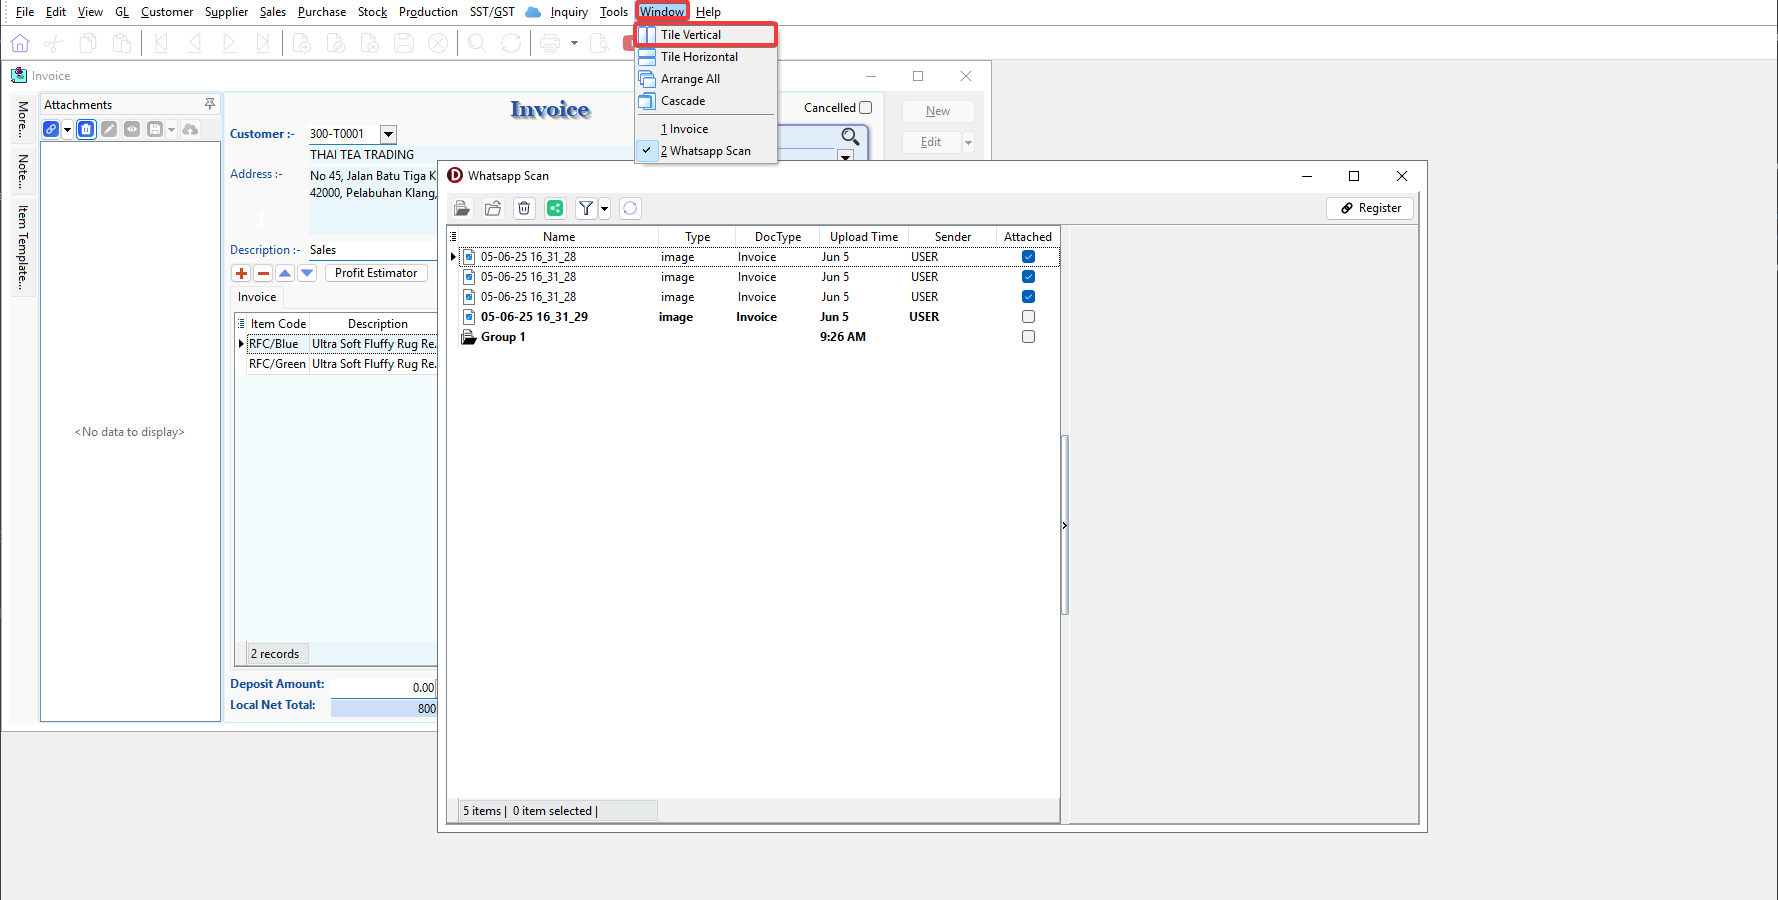 File Edit View GL Customer Supplier Sales Purchase Stock Production SST/GST Inquiry Tools Window Help
Tile Vertical
Tile Horizontal
Arrange All
Cascade
1 Invoice
2 Whatsapp Scan
Invoice
More...
Note...
Item Template...
Attachments
<No data to display>
Invoice
Cancelled
New
Edit
Customer :- 300-T0001
THAI TEA TRADING
Address :- No 45, Jalan Batu Tiga K
42000, Pelabuhan Klang,
Description :- Sales
Profit Estimator
Invoice
Item Code Description
RFC/Blue Ultra Soft Fluffy Rug Re...
RFC/Green Ultra Soft Fluffy Rug Re...
2 records
Deposit Amount: 0.00
Local Net Total: 800
Whatsapp Scan
Register
Name Type DocType Upload Time Sender Attached
05-06-25 16_31_28 image Invoice Jun 5 USER
05-06-25 16_31_28 image Invoice Jun 5 USER
05-06-25 16_31_28 image Invoice Jun 5 USER
05-06-25 16_31_29 image Invoice Jun 5 USER
Group 1 9:26 AM
5 items | 0 item selected |